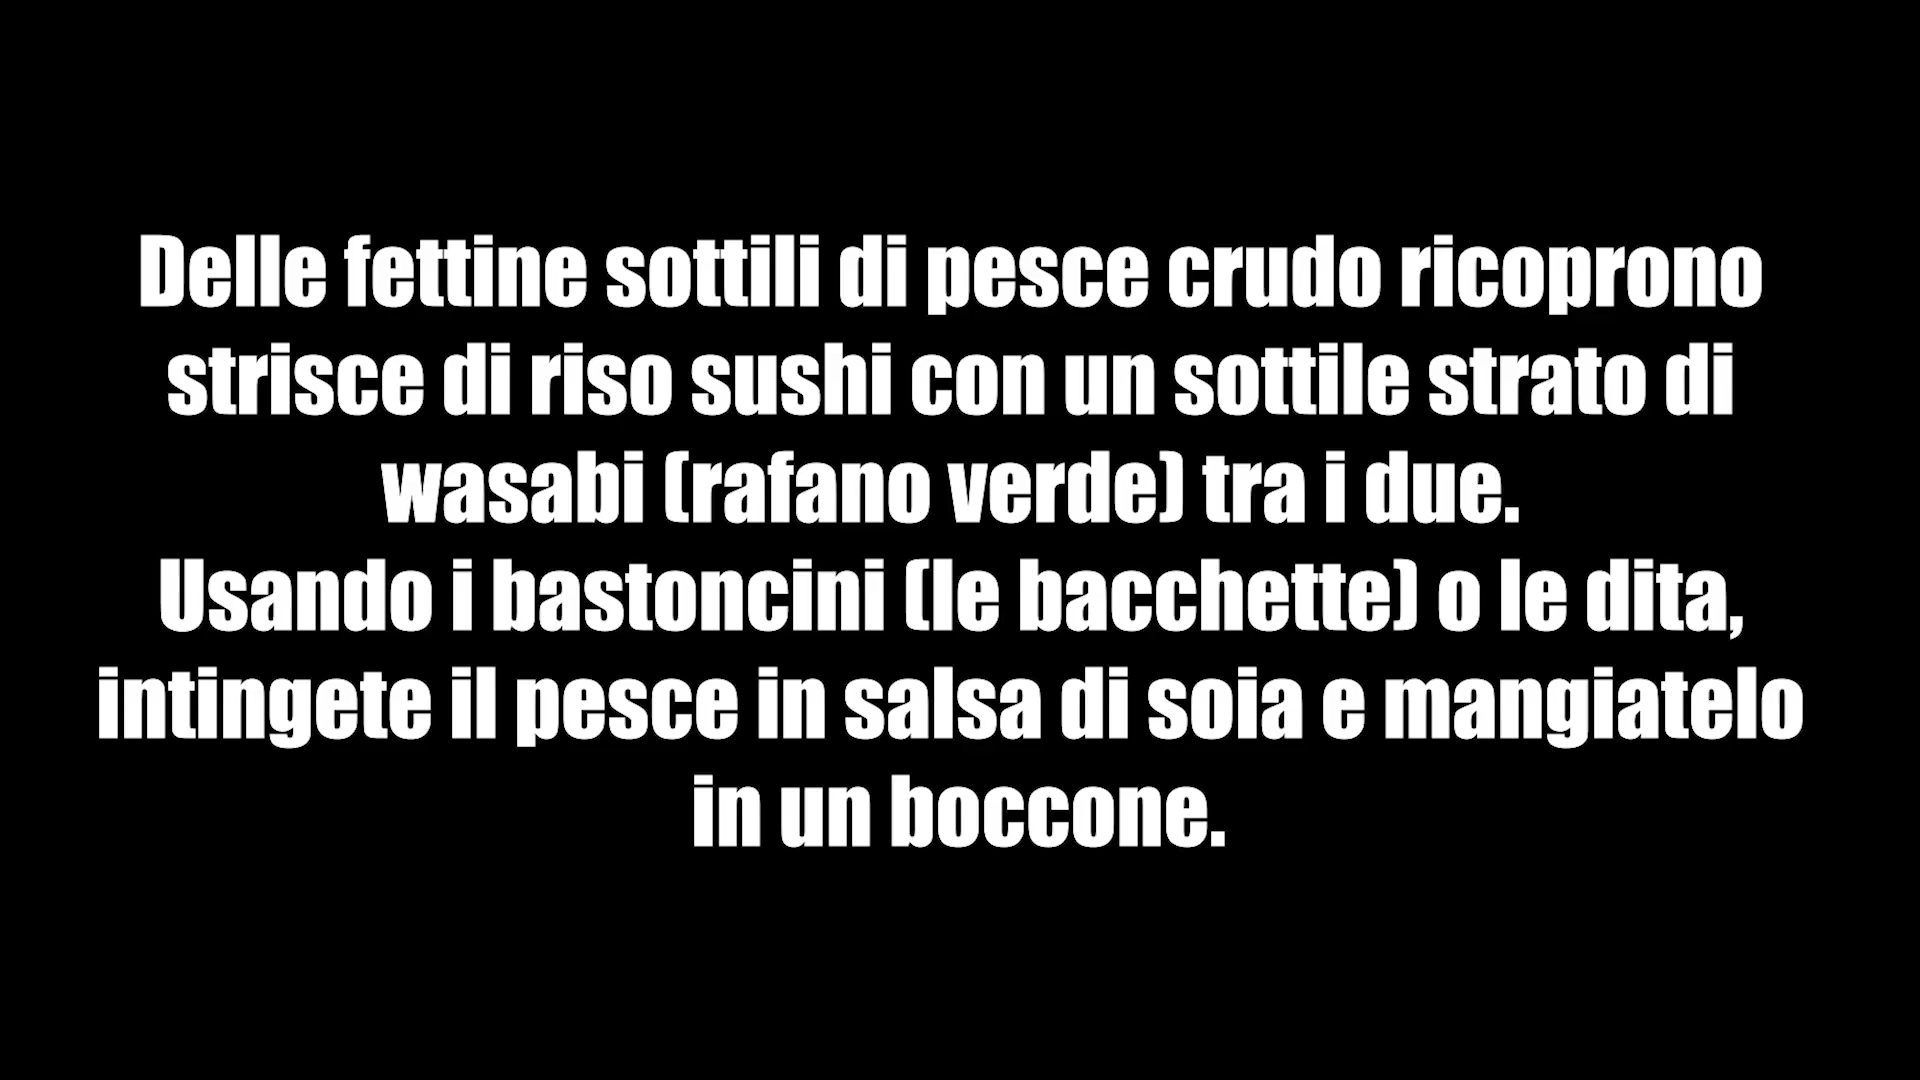 Delle fettine sottili di pesce crudo ricoprono
strisce di riso sushi con un sottile strato di
wasabi (rafano verde) tra i due.
Usando i bastoncini (le bacchette) o le dita,
intingete il pesce in salsa di soia e mangiatelo
in un boccone.